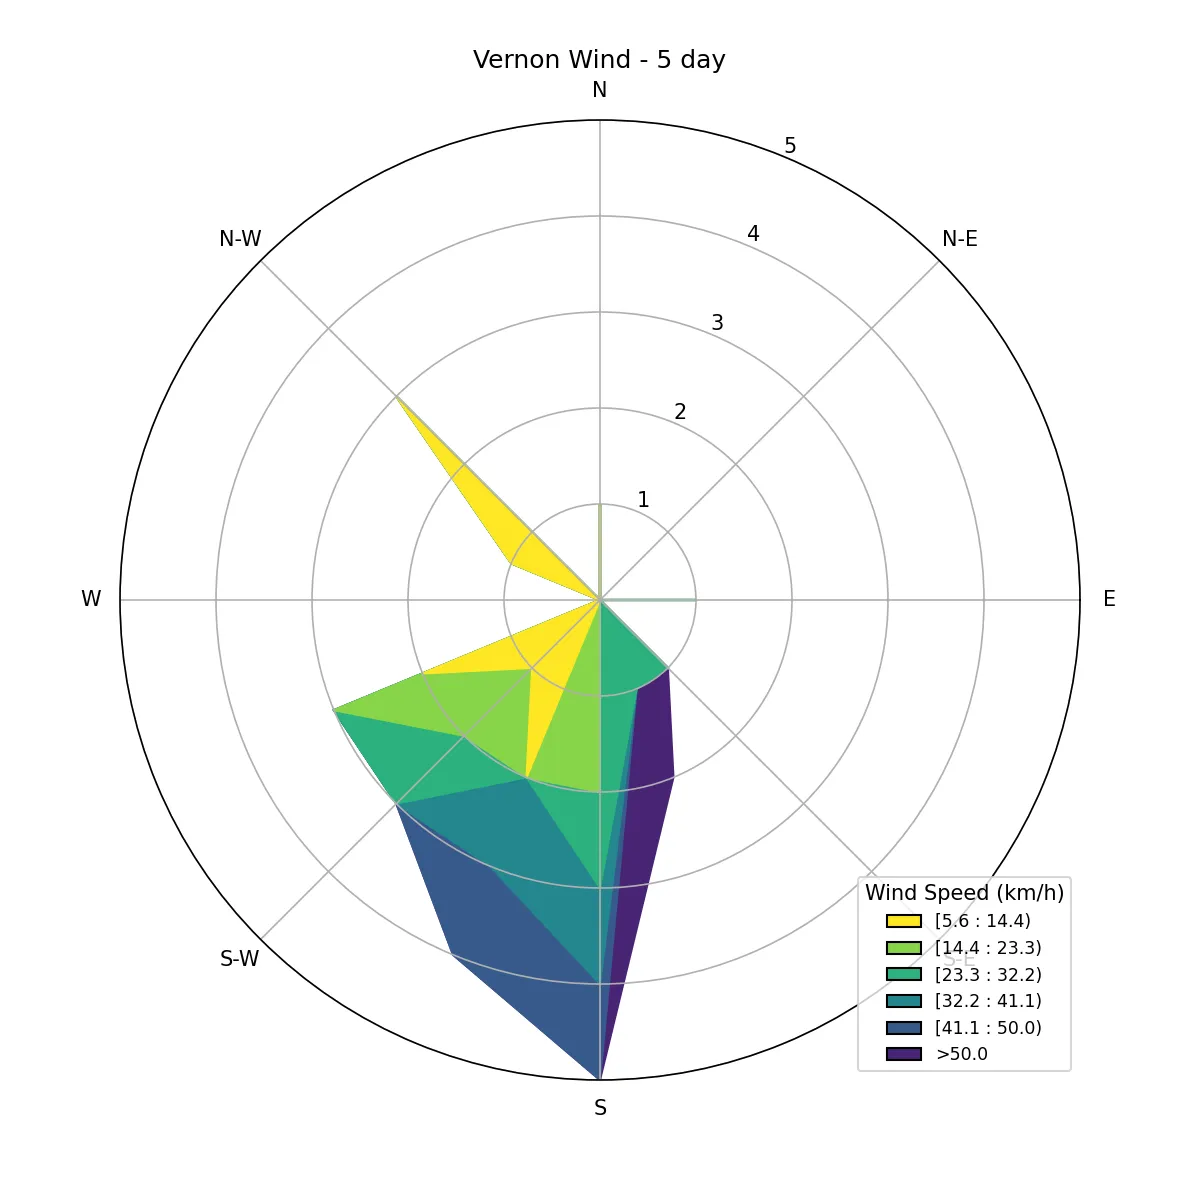 Vernon Wind - 5 day
N
5
N-W
N-E
4
3
2
1
W
E
S-W
S-E
S
Wind Speed (km/h)
[5.6 : 14.4)
[14.4 : 23.3)
[23.3 : 32.2)
[32.2 : 41.1)
[41.1 : 50.0)
>50.0